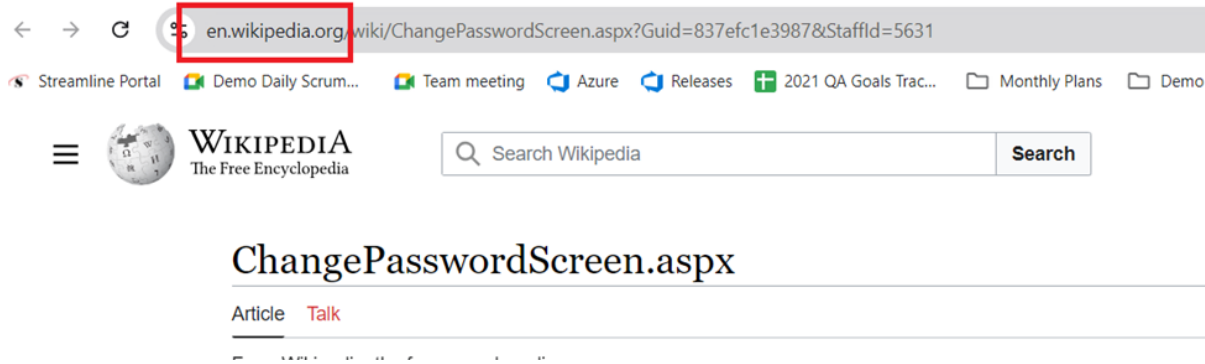 en.wikipedia.org/wiki/ChangePasswordScreen.aspx?Guid=837efc1e3987&StaffId=5631
Streamline Portal Demo Daily Scrum... Team meeting Azure Releases 2021 QA Goals Trac... Monthly Plans Demo
WIKIPEDIA
The Free Encyclopedia
Search Wikipedia Search
ChangePasswordScreen.aspx
Article Talk